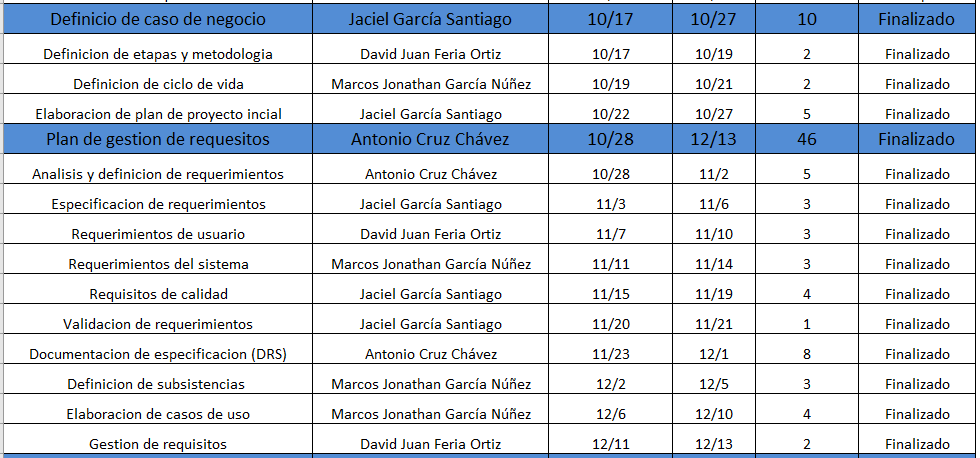 Definicio de caso de negocio Jaciel García Santiago 10/17 10/27 10 Finalizado
Definicion de etapas y metodologia David Juan Feria Ortiz 10/17 10/19 2 Finalizado
Definicion de ciclo de vida Marcos Jonathan García Núñez 10/19 10/21 2 Finalizado
Elaboracion de plan de proyecto incial Jaciel García Santiago 10/22 10/27 5 Finalizado
Plan de gestion de requesitos Antonio Cruz Chávez 10/28 12/13 46 Finalizado
Analisis y definicion de requerimientos Antonio Cruz Chávez 10/28 11/2 5 Finalizado
Especificacion de requerimientos Jaciel García Santiago 11/3 11/6 3 Finalizado
Requerimientos de usuario David Juan Feria Ortiz 11/7 11/10 3 Finalizado
Requerimientos del sistema Marcos Jonathan García Núñez 11/11 11/14 3 Finalizado
Requisitos de calidad Jaciel García Santiago 11/15 11/19 4 Finalizado
Validacion de requerimientos Jaciel García Santiago 11/20 11/21 1 Finalizado
Documentacion de especificacion (DRS) Antonio Cruz Chávez 11/23 12/1 8 Finalizado
Definicion de subsistencias Marcos Jonathan García Núñez 12/2 12/5 3 Finalizado
Elaboracion de casos de uso Marcos Jonathan García Núñez 12/6 12/10 4 Finalizado
Gestion de requisitos David Juan Feria Ortiz 12/11 12/13 2 Finalizado